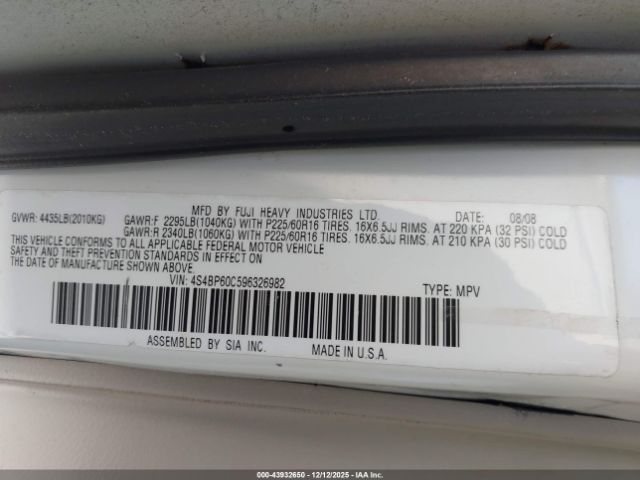 MFD BY FUJI HEAVY INDUSTRIES LTD. DATE: 08/08
GVWR: 4435LB(2010KG) GAWR:F 2295LB(1040KG) WITH P225/60R16 TIRES. 16X6.5JJ RIMS. AT 220 KPA (32 PSI) COLD
GAWR:R 2340LB(1060KG) WITH P225/60R16 TIRES. 16X6.5JJ RIMS. AT 210 KPA (30 PSI) COLD
THIS VEHICLE CONFORMS TO ALL APPLICABLE FEDERAL MOTOR VEHICLE
SAFETY AND THEFT PREVENTION STANDARDS IN EFFECT ON
THE DATE OF MANUFACTURE SHOWN ABOVE.
VIN: 4S4BP60C596326982 TYPE: MPV
ASSEMBLED BY SIA INC. MADE IN U.S.A.
000-43932650 - 12/12/2025 - IAAI.com